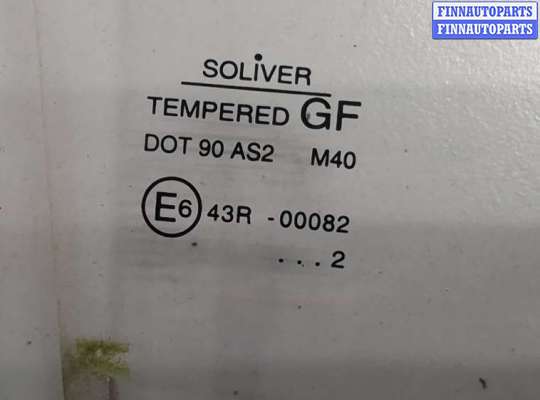 FINNAUTOPARTS
FINNAUTOPARTS
SOLIVER
TEMPERED GF
DOT 90 AS2 M40
E6 43R -00082
...2